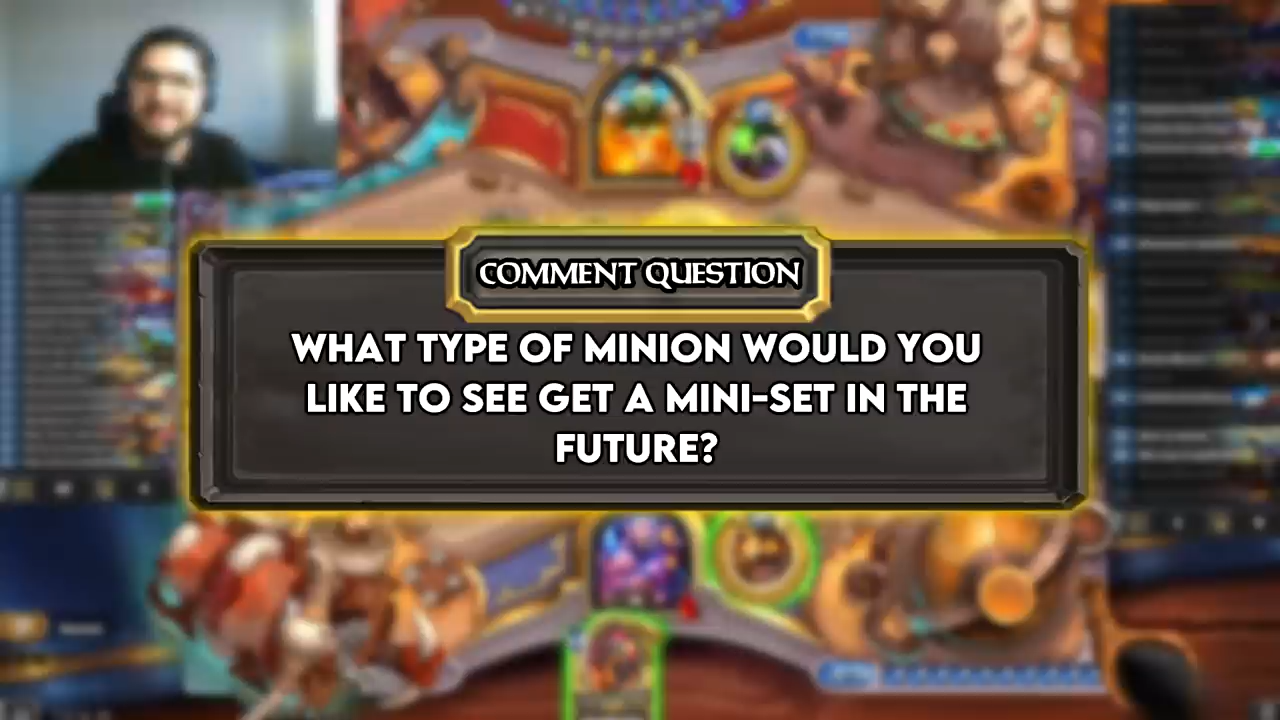 COMMENT QUESTION
WHAT TYPE OF MINION WOULD YOU
LIKE TO SEE GET A MINI-SET IN THE
FUTURE?